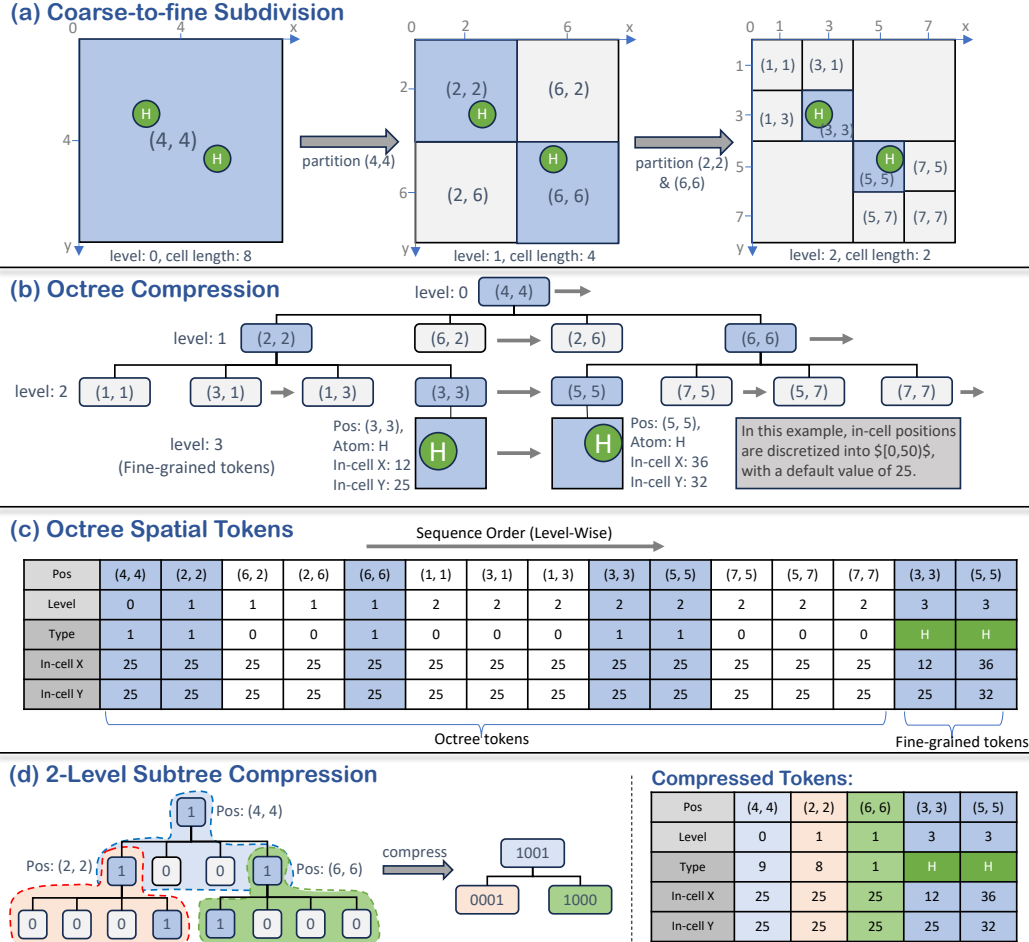 (a) Coarse-to-fine Subdivision
0 4 x
4
y
H
(4, 4)
H
level: 0, cell length: 8
partition (4,4)
0 2 6 x
2
6
y
(2, 2) (6, 2)
H
H
(2, 6) (6, 6)
level: 1, cell length: 4
partition (2,2)
& (6,6)
0 1 3 5 7 x
1
3
5
7
y
(1, 1) (3, 1)
(1, 3) H (3, 3)
H (5, 5) (7, 5)
(5, 7) (7, 7)
level: 2, cell length: 2
(b) Octree Compression
level: 0 (4, 4)
level: 1 (2, 2) (6, 2) (2, 6) (6, 6)
level: 2 (1, 1) (3, 1) (1, 3) (3, 3) (5, 5) (7, 5) (5, 7) (7, 7)
level: 3
(Fine-grained tokens)
Pos: (3, 3),
Atom: H
In-cell X: 12
In-cell Y: 25
H
H
Pos: (5, 5),
Atom: H
In-cell X: 36
In-cell Y: 32
In this example, in-cell positions
are discretized into $[0,50)$,
with a default value of 25.
(c) Octree Spatial Tokens
Sequence Order (Level-Wise)
Pos (4, 4) (2, 2) (6, 2) (2, 6) (6, 6) (1, 1) (3, 1) (1, 3) (3, 3) (5, 5) (7, 5) (5, 7) (7, 7) (3, 3) (5, 5)
Level 0 1 1 1 1 2 2 2 2 2 2 2 2 3 3
Type 1 1 0 0 1 0 0 0 1 1 0 0 0 H H
In-cell X 25 25 25 25 25 25 25 25 25 25 25 25 25 12 36
In-cell Y 25 25 25 25 25 25 25 25 25 25 25 25 25 25 32
Octree tokens
Fine-grained tokens
(d) 2-Level Subtree Compression
1 Pos: (4, 4)
Pos: (2, 2) 1 0 0 1 Pos: (6, 6)
0 0 0 1 1 0 0 0
compress
1001
0001 1000
Compressed Tokens:
Pos (4, 4) (2, 2) (6, 6) (3, 3) (5, 5)
Level 0 1 1 3 3
Type 9 8 1 H H
In-cell X 25 25 25 12 36
In-cell Y 25 25 25 25 32